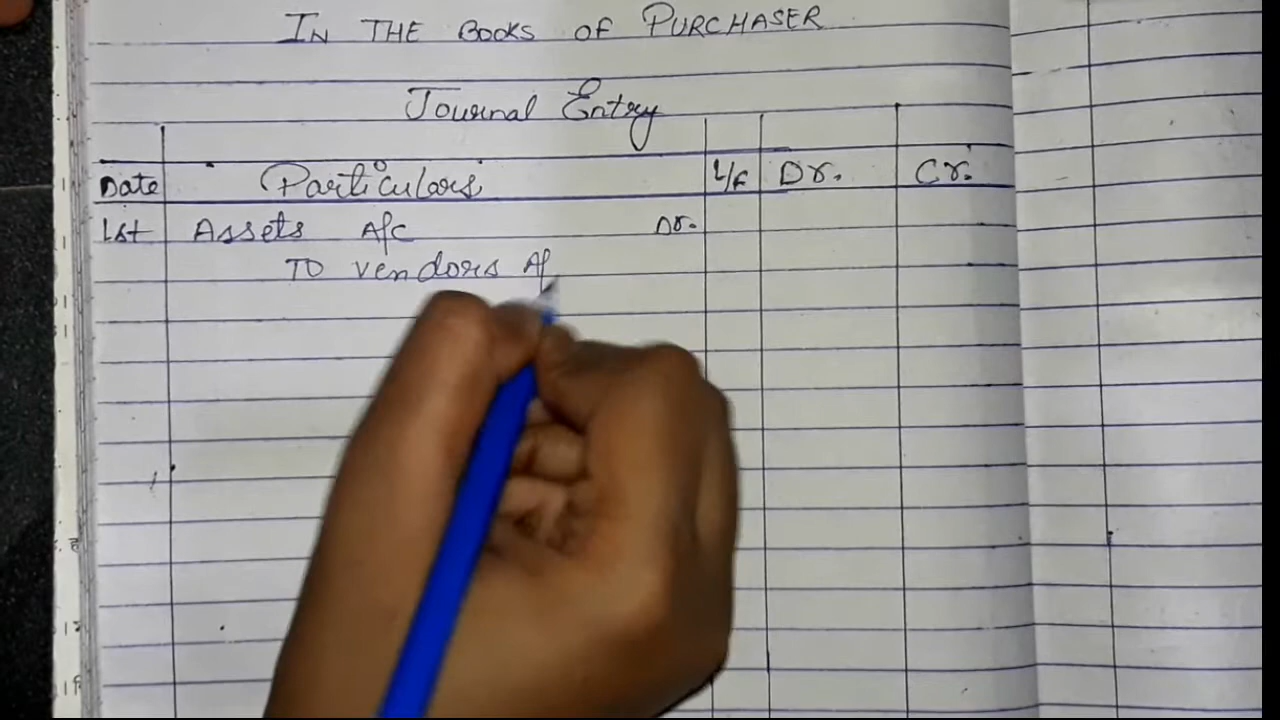 IN THE BOOKS OF PURCHASER
Journal Entry
Date Particulars L/F Dr. Cr.
1st Assets A/c Dr.
TO vendors A/